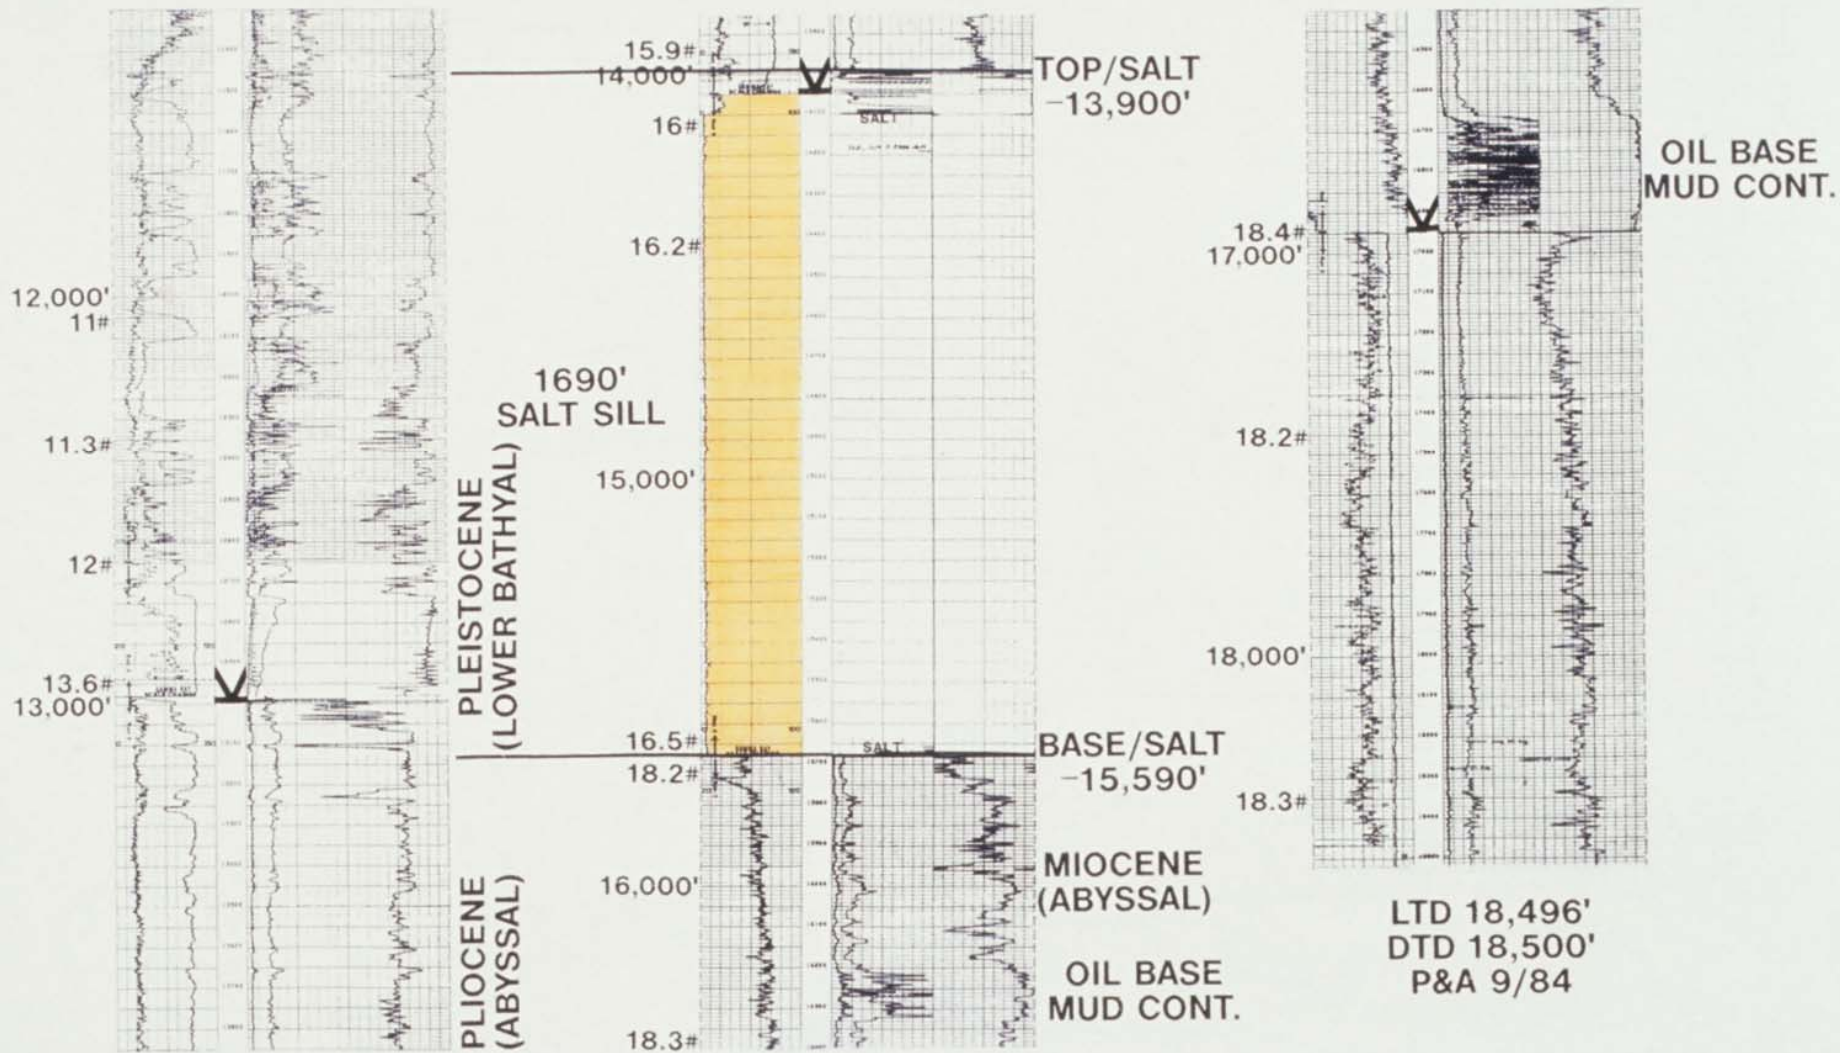 12,000'
11#
11.3#
12#
13.6#
13,000'
PLEISTOCENE
(LOWER BATHYAL)
PLIOCENE
(ABYSSAL)
1690'
SALT SILL
15.9#
14,000'
16#
16.2#
15,000'
16.5#
18.2#
16,000'
18.3#
SALT
SALT
TOP/SALT
-13,900'
BASE/SALT
-15,590'
MIOCENE
(ABYSSAL)
OIL BASE
MUD CONT.
18.4#
17,000'
18.2#
18,000'
18.3#
OIL BASE
MUD CONT.
LTD 18,496'
DTD 18,500'
P&A 9/84